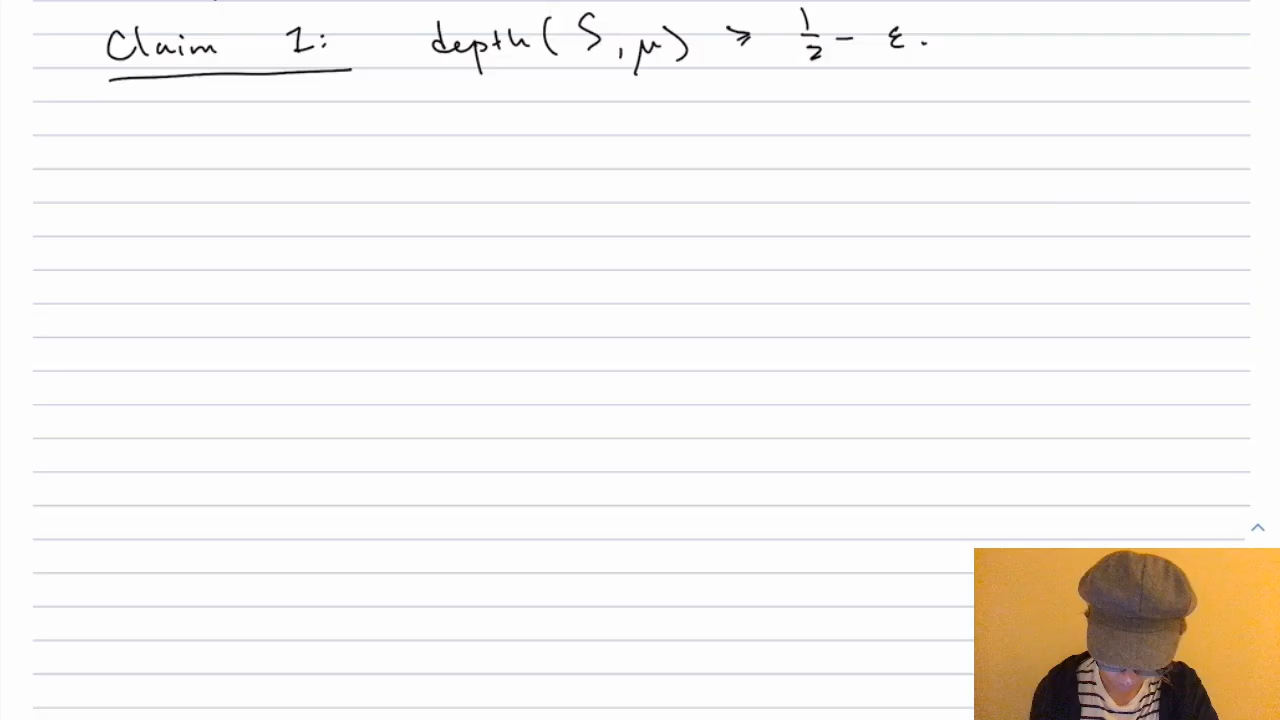 Claim 1: depth(S, μ) ≥ 1/2 - ε.